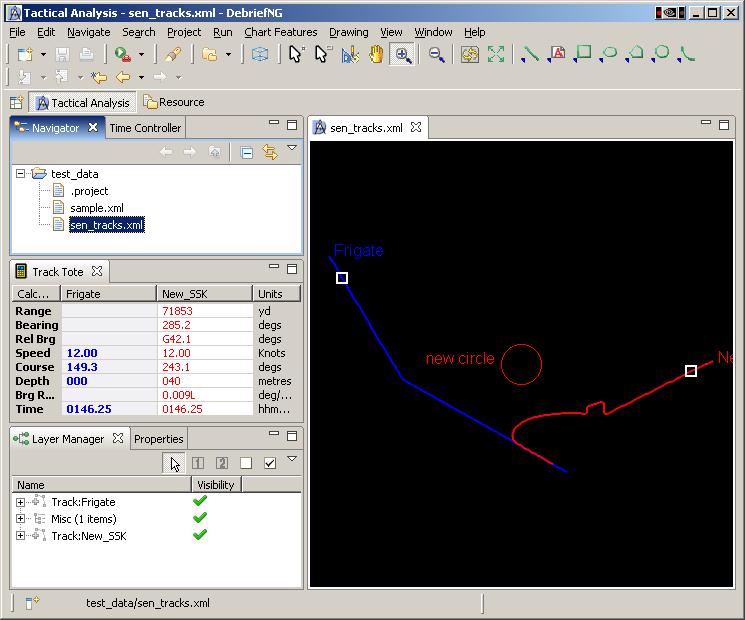 Tactical Analysis - sen_tracks.xml - DebriefNG
File Edit Navigate Search Project Run Chart Features Drawing View Window Help
Tactical Analysis Resource
Navigator Time Controller
test_data
.project
sample.xml
sen_tracks.xml
Track Tote
Calc... Frigate New_SSK Units
Range 71853 yd
Bearing 285.2 degs
Rel Brg G42.1 degs
Speed 12.00 12.00 Knots
Course 149.3 243.1 degs
Depth 000 040 metres
Brg R... 0.009L deg/...
Time 0146.25 0146.25 hhm...
Layer Manager Properties
1 2
Name Visibility
Track:Frigate
Misc (1 items)
Track:New_SSK
sen_tracks.xml
Frigate
new circle
Ne
test_data/sen_tracks.xml